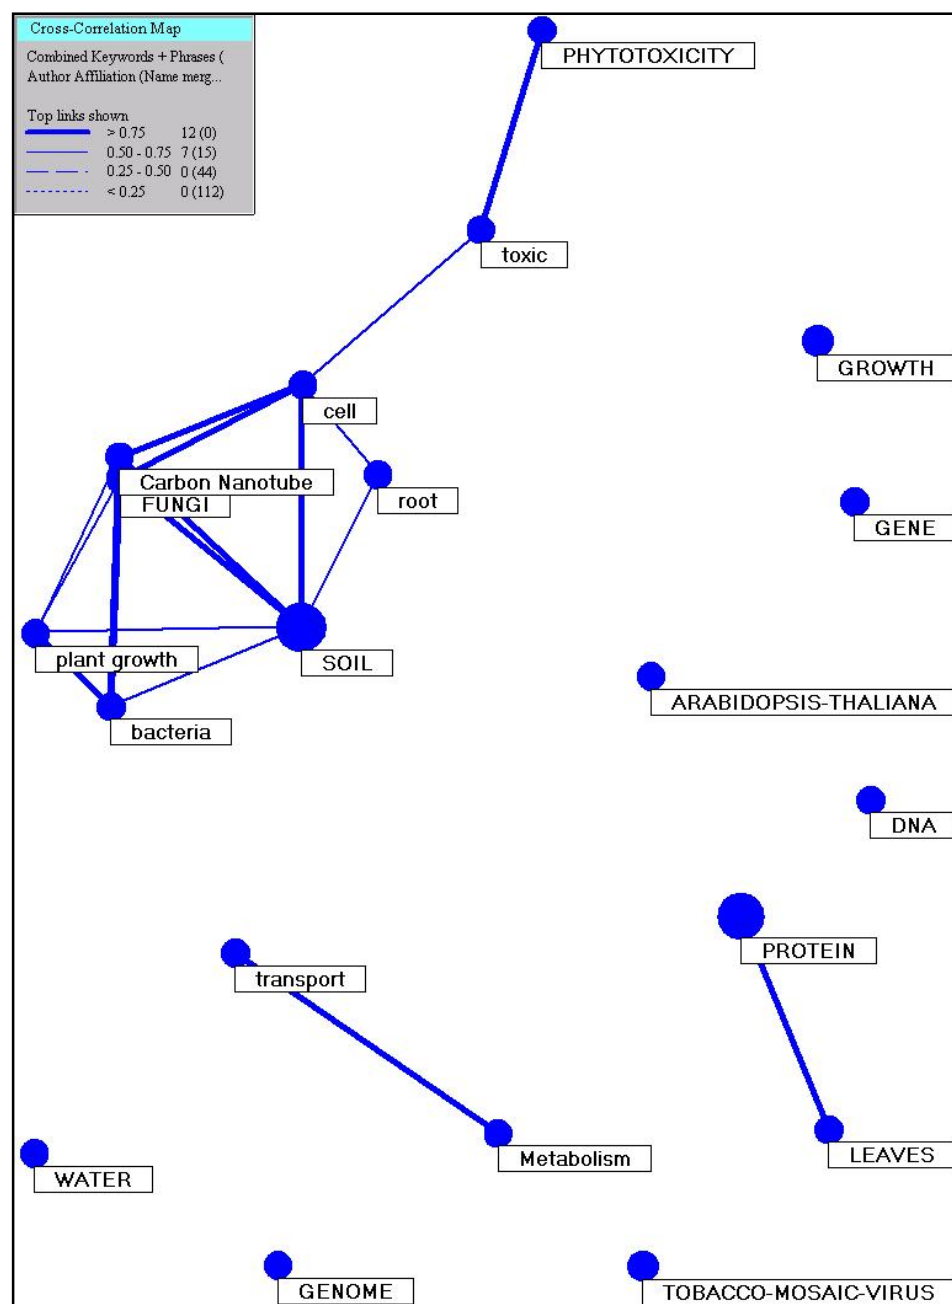 Cross-Correlation Map
Combined Keywords + Phrases (
Author Affiliation (Name merg...
Top links shown
> 0.75 12 (0)
0.50 - 0.75 7 (15)
0.25 - 0.50 0 (44)
< 0.25 0 (112)
PHYTOTOXICITY
toxic
GROWTH
cell
Carbon Nanotube
root
FUNGI
GENE
plant growth
SOIL
ARABIDOPSIS-THALIANA
bacteria
DNA
PROTEIN
transport
LEAVES
Metabolism
WATER
GENOME
TOBACCO-MOSAIC-VIRUS